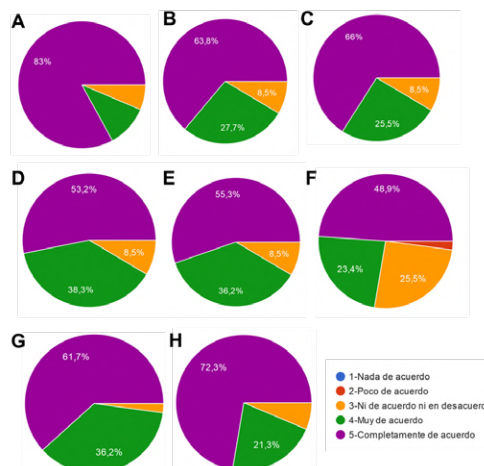 A
83%
B
63,8%
8,5%
27,7%
C
66%
8,5%
25,5%
D
53,2%
8,5%
38,3%
E
55,3%
8,5%
36,2%
F
48,9%
23,4%
25,5%
G
61,7%
36,2%
H
72,3%
21,3%
1-Nada de acuerdo
2-Poco de acuerdo
3-Ni de acuerdo ni en desacuerdo
4-Muy de acuerdo
5-Completamente de acuerdo